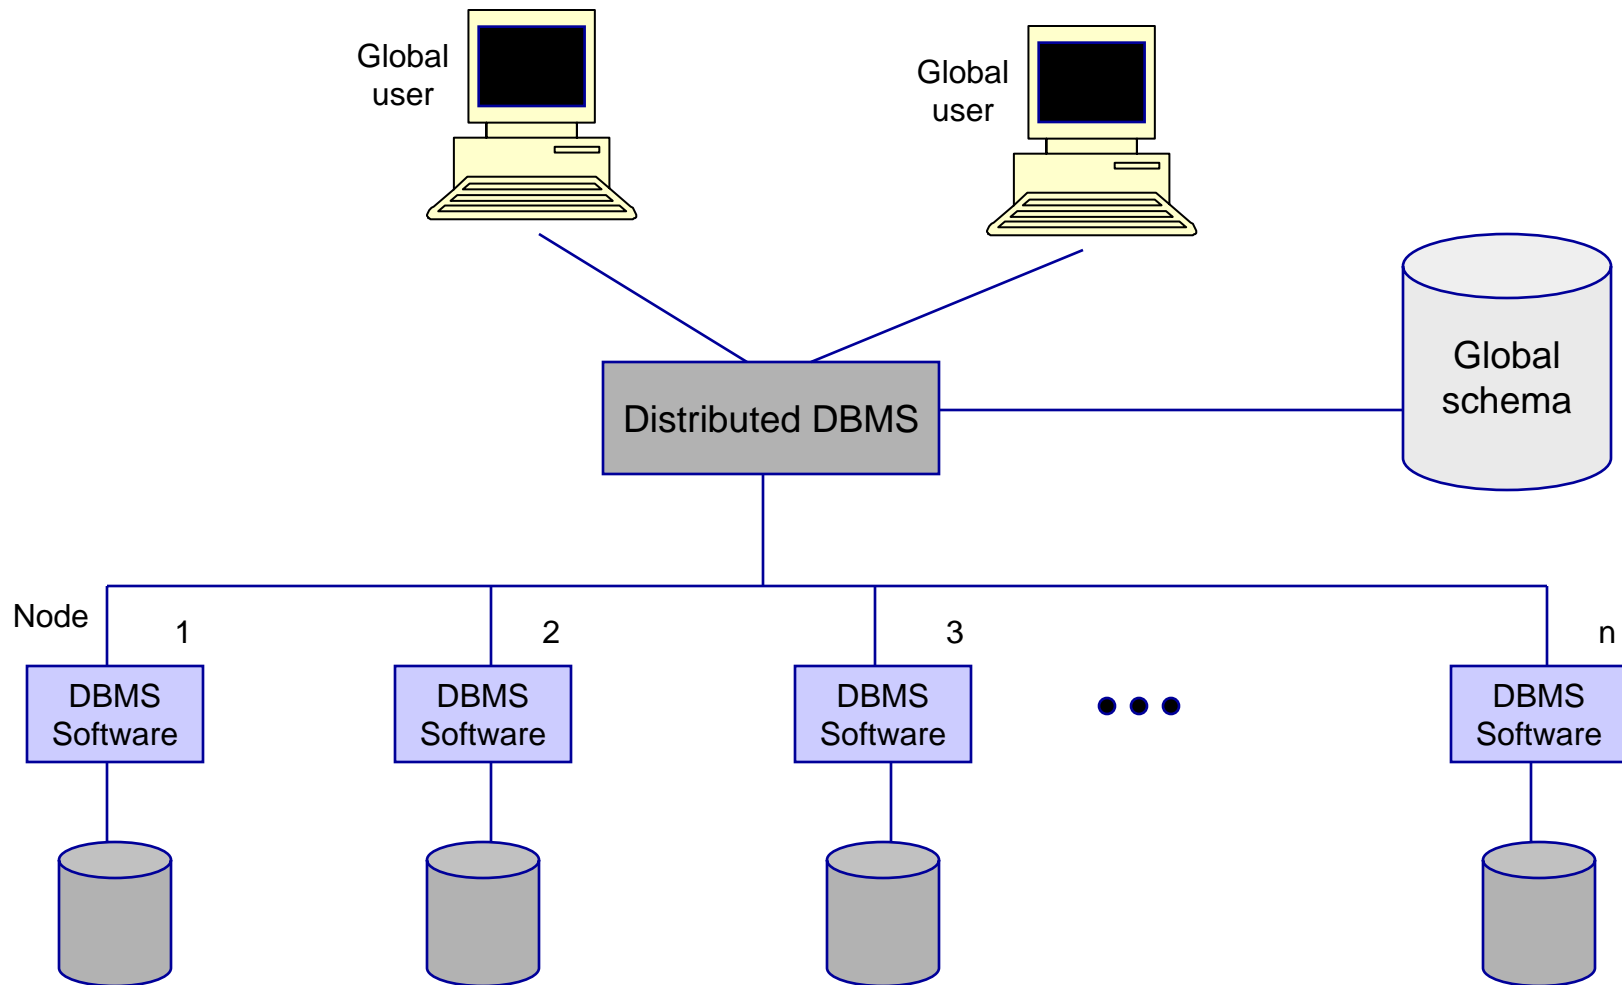 Global
user
Global
user
Global
schema
Distributed DBMS
Node
1
2
3
n
DBMS
Software
DBMS
Software
DBMS
Software
DBMS
Software